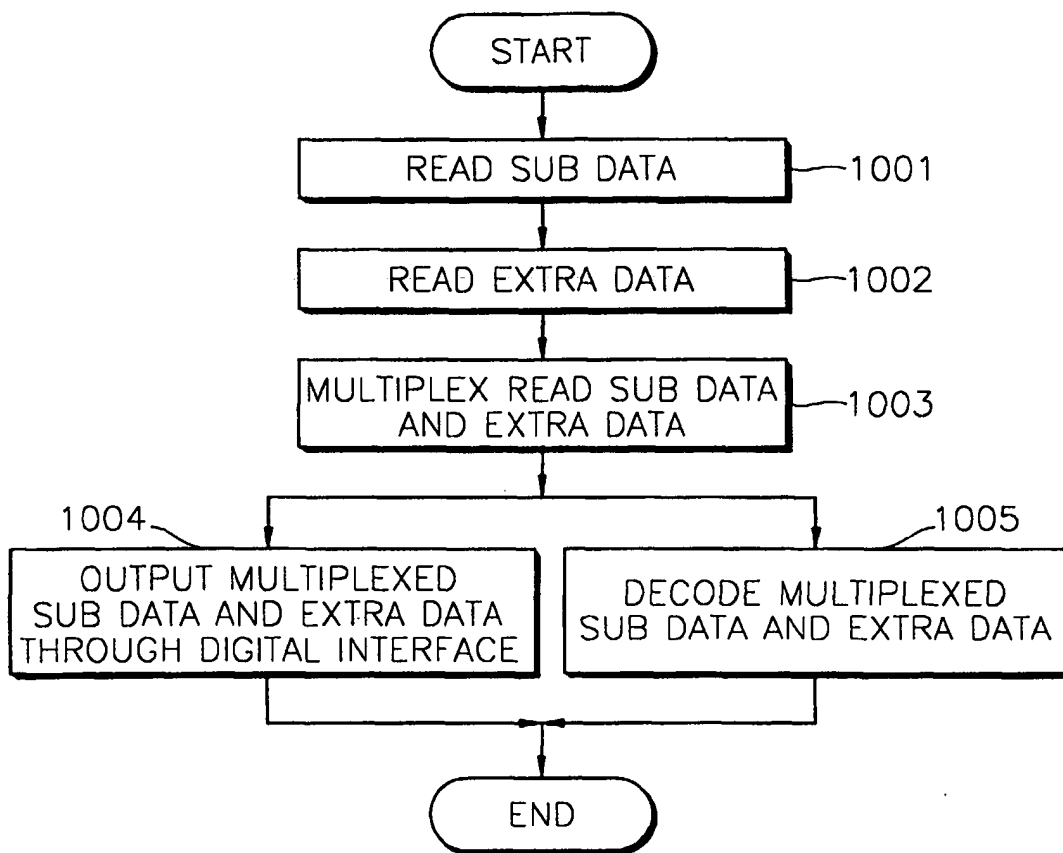 START
READ SUB DATA
1001
READ EXTRA DATA
1002
MULTIPLEX READ SUB DATA
AND EXTRA DATA
1003
1004
OUTPUT MULTIPLEXED
SUB DATA AND EXTRA DATA
THROUGH DIGITAL INTERFACE
1005
DECODE MULTIPLEXED
SUB DATA AND EXTRA DATA
END